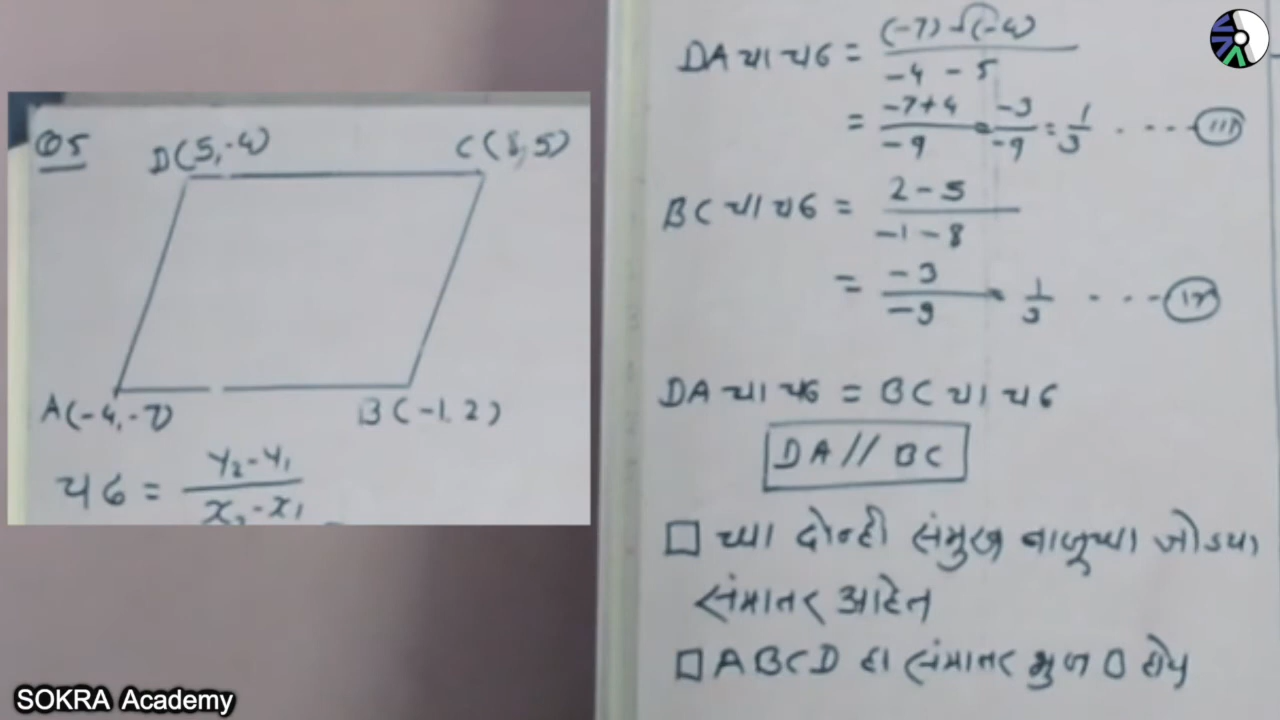 Q5
D(5,-4) C(8,5)
A(-4,-7) B(-1,2)
चढ = y₂-y₁ / x₂-x₁
DA चा चढ = (-7)-(-4) / -4 - 5
= -7+4 / -9 = -3 / -9 = 1/3 . . . . (iii)
BC चा चढ = 2 - 5 / -1 - 8
= -3 / -9 = 1/3 . . . (iv)
DA चा चढ = BC चा चढ
DA // BC
□ च्या दोन्ही संमुख बाजूच्या जोड्या
समांतर आहेत
□ABCD हा समांतर भुज होय
SOKRA Academy